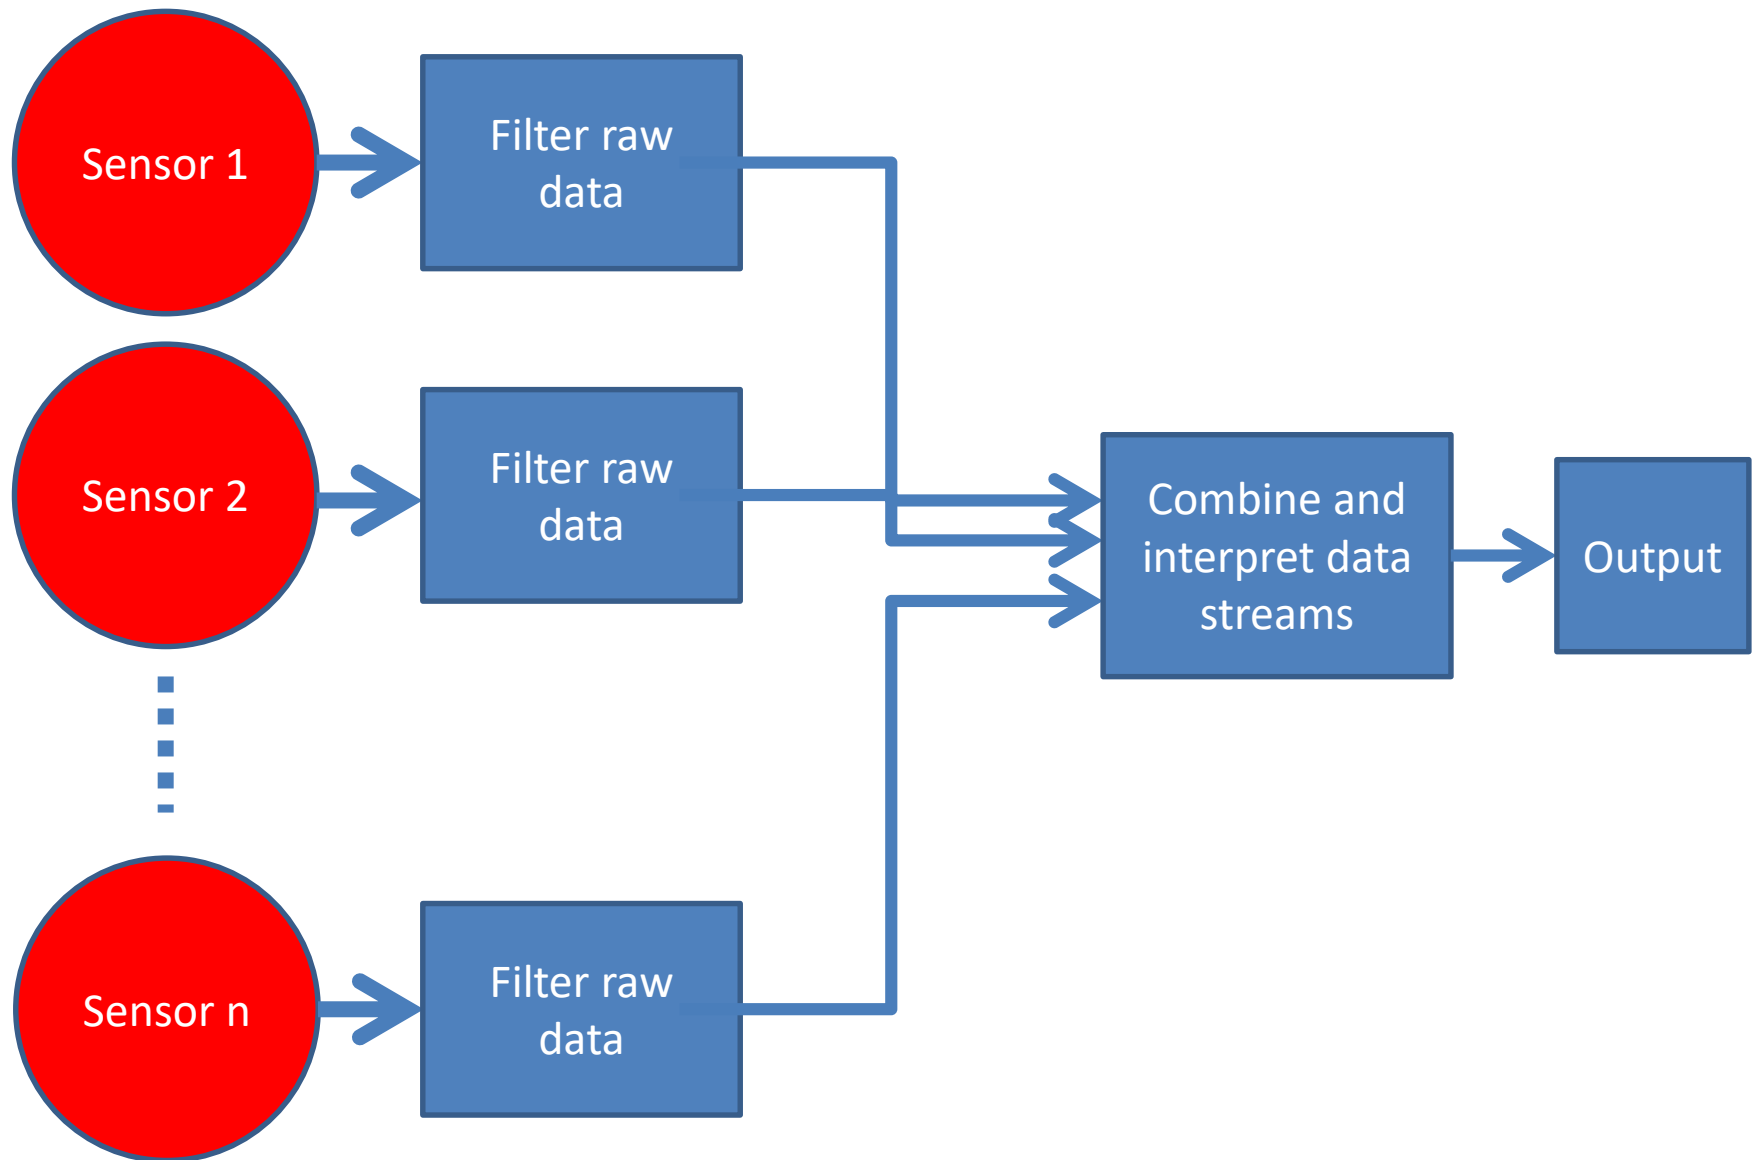 Sensor 1
Filter raw
data
Sensor 2
Filter raw
data
Combine and
interpret data
streams
Output
Sensor n
Filter raw
data